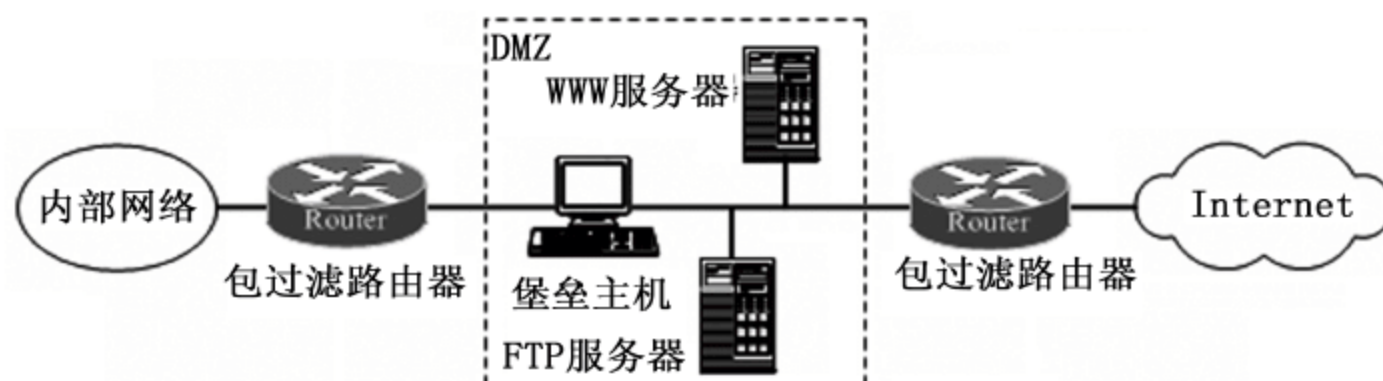 DMZ
WWW服务器
内部网络
Router
包过滤路由器
堡垒主机
FTP服务器
Router
包过滤路由器
Internet